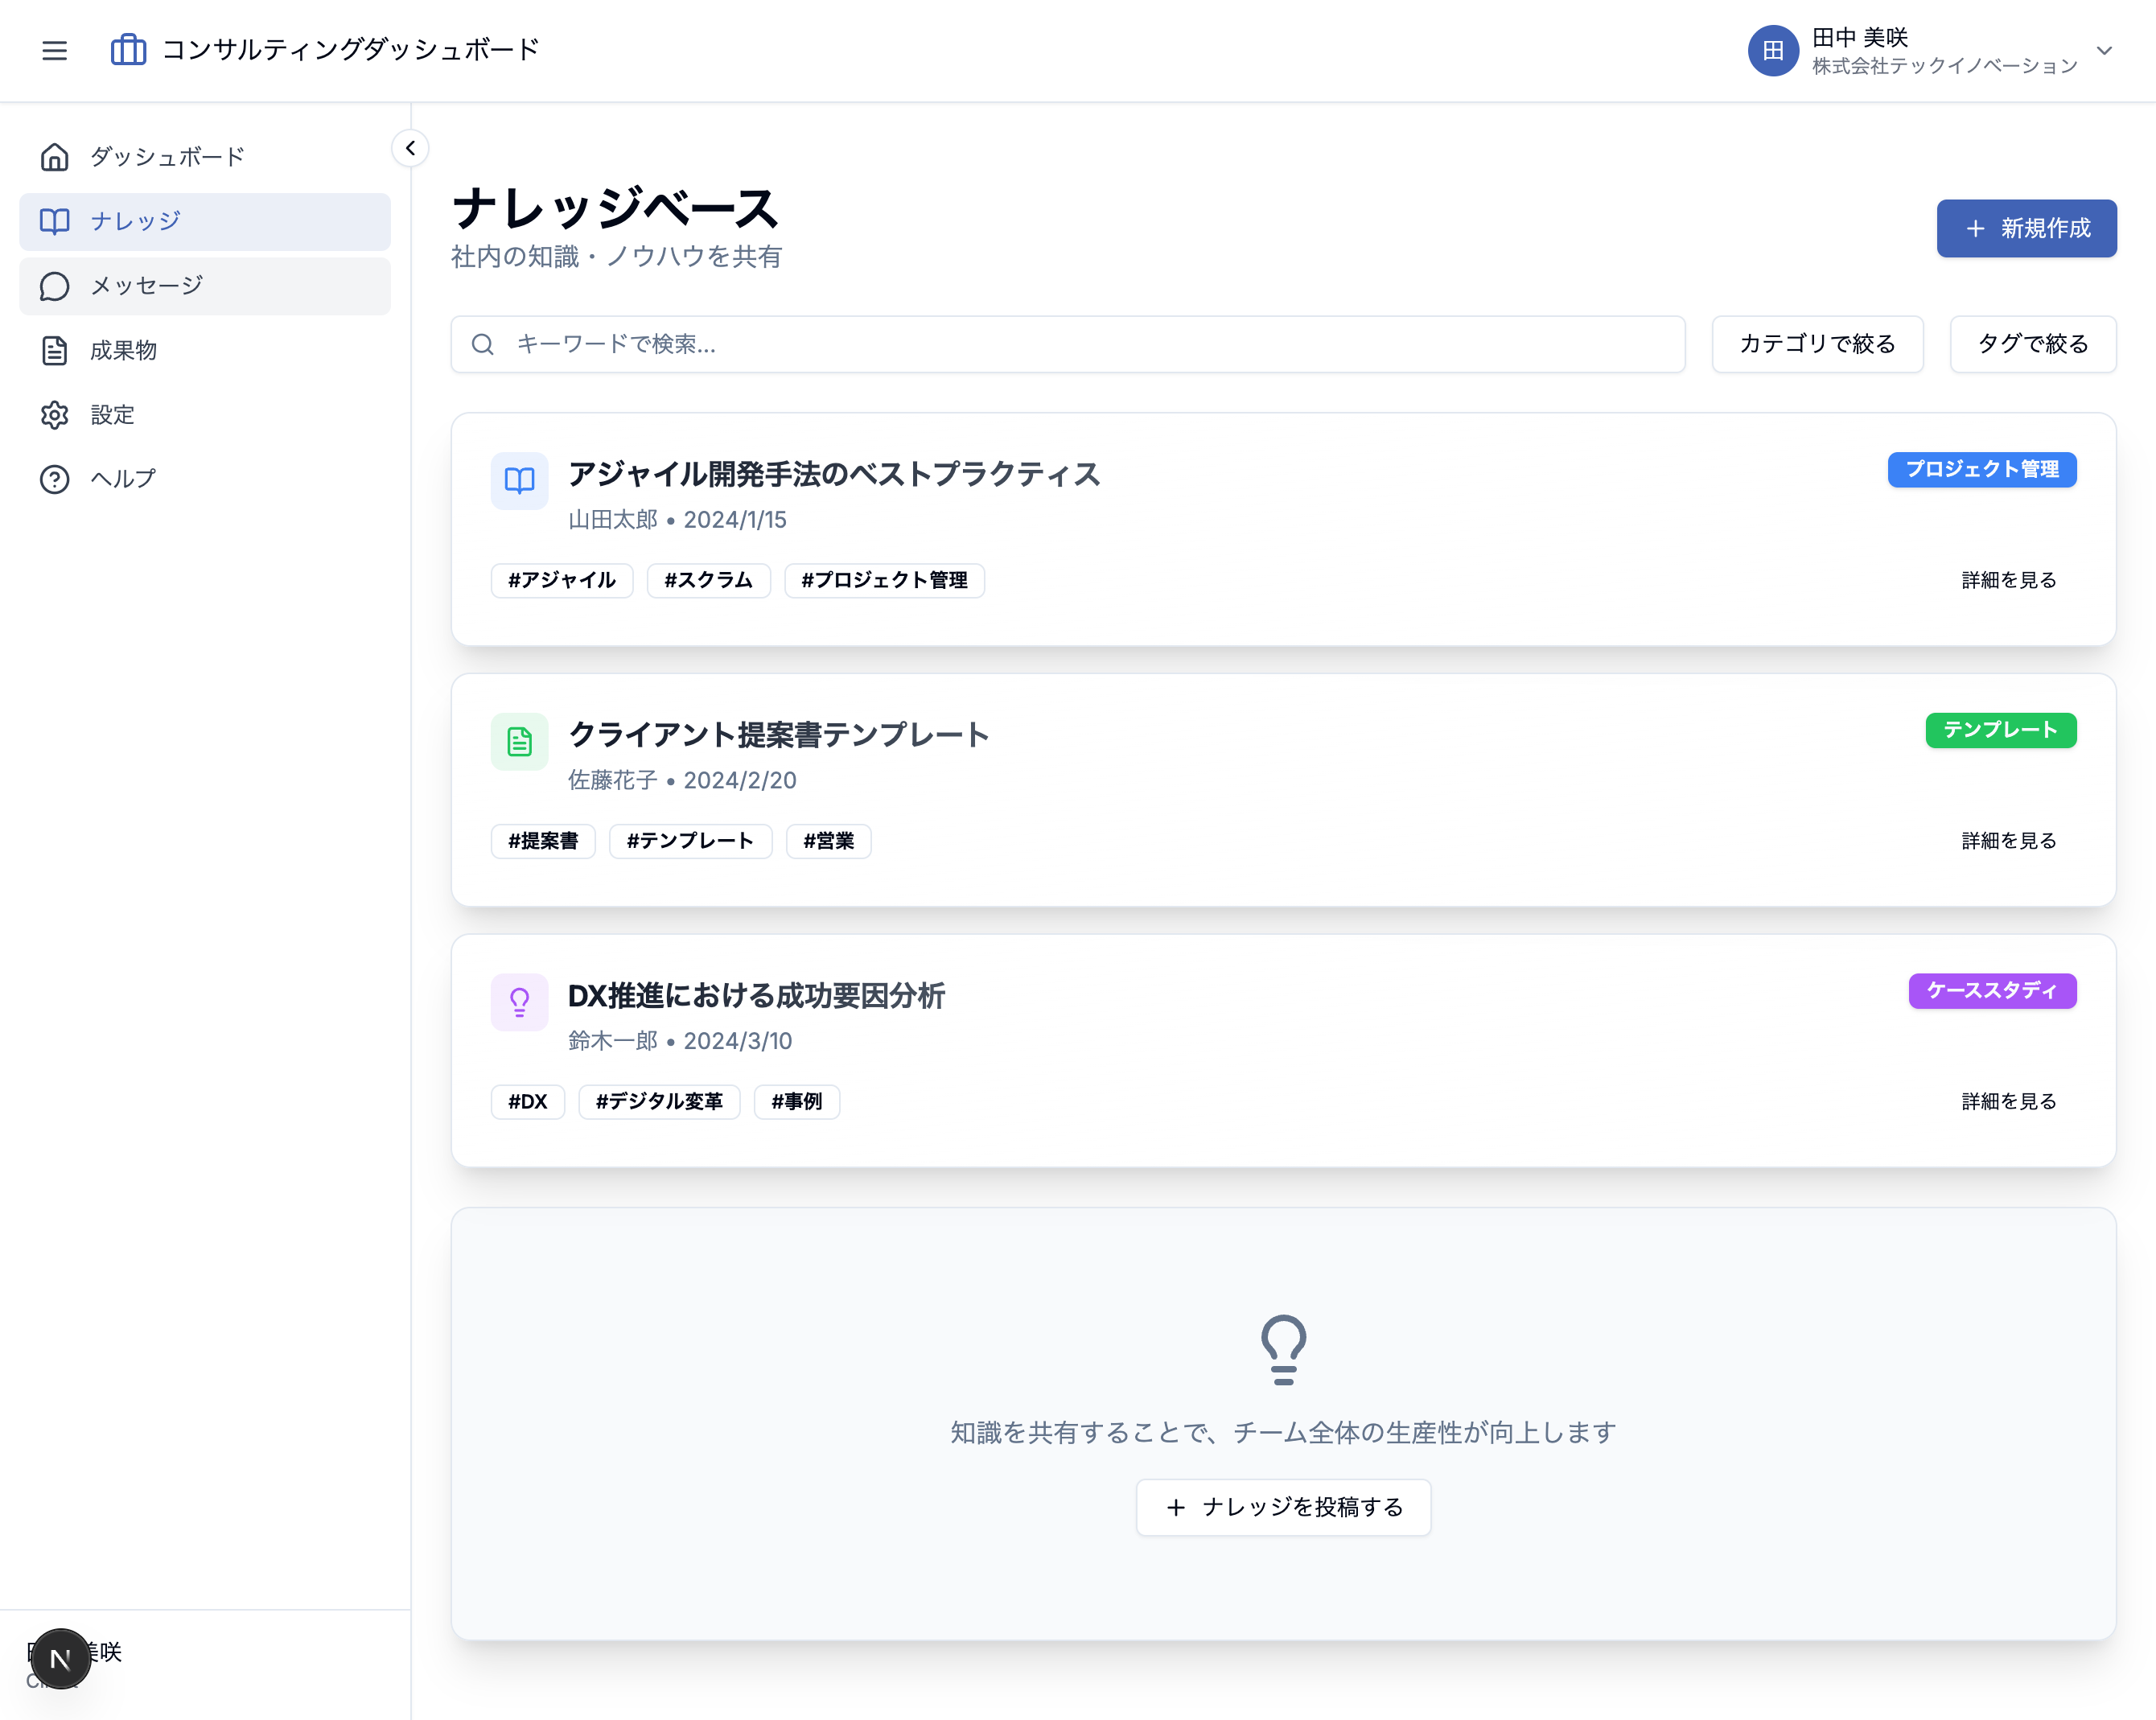 コンサルティングダッシュボード
田
田中 美咲
株式会社テックイノベーション
ダッシュボード
ナレッジ
メッセージ
成果物
設定
ヘルプ
ナレッジベース
社内の知識・ノウハウを共有
+ 新規作成
キーワードで検索...
カテゴリで絞る
タグで絞る
アジャイル開発手法のベストプラクティス
プロジェクト管理
山田太郎 • 2024/1/15
#アジャイル #スクラム #プロジェクト管理
詳細を見る
クライアント提案書テンプレート
テンプレート
佐藤花子 • 2024/2/20
#提案書 #テンプレート #営業
詳細を見る
DX推進における成功要因分析
ケーススタディ
鈴木一郎 • 2024/3/10
#DX #デジタル変革 #事例
詳細を見る
知識を共有することで、チーム全体の生産性が向上します
+ ナレッジを投稿する
美咲
N